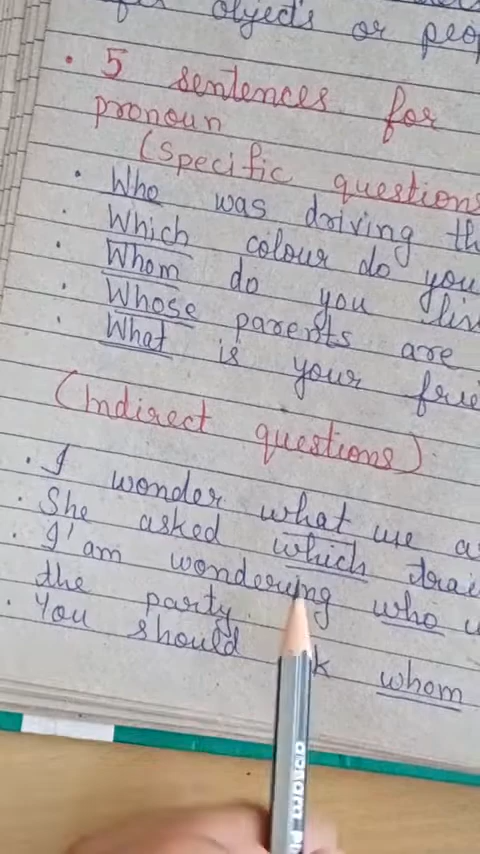 objects or peop
• 5 sentences for
pronoun
(Specific questions
• Who was driving th
• Which colour do you
• Whom do you
• Whose parents are
• What is your frie
(Indirect questions)
• I wonder what we a
• She asked which trai
• I'am wondering who
the party.
• You should k whom